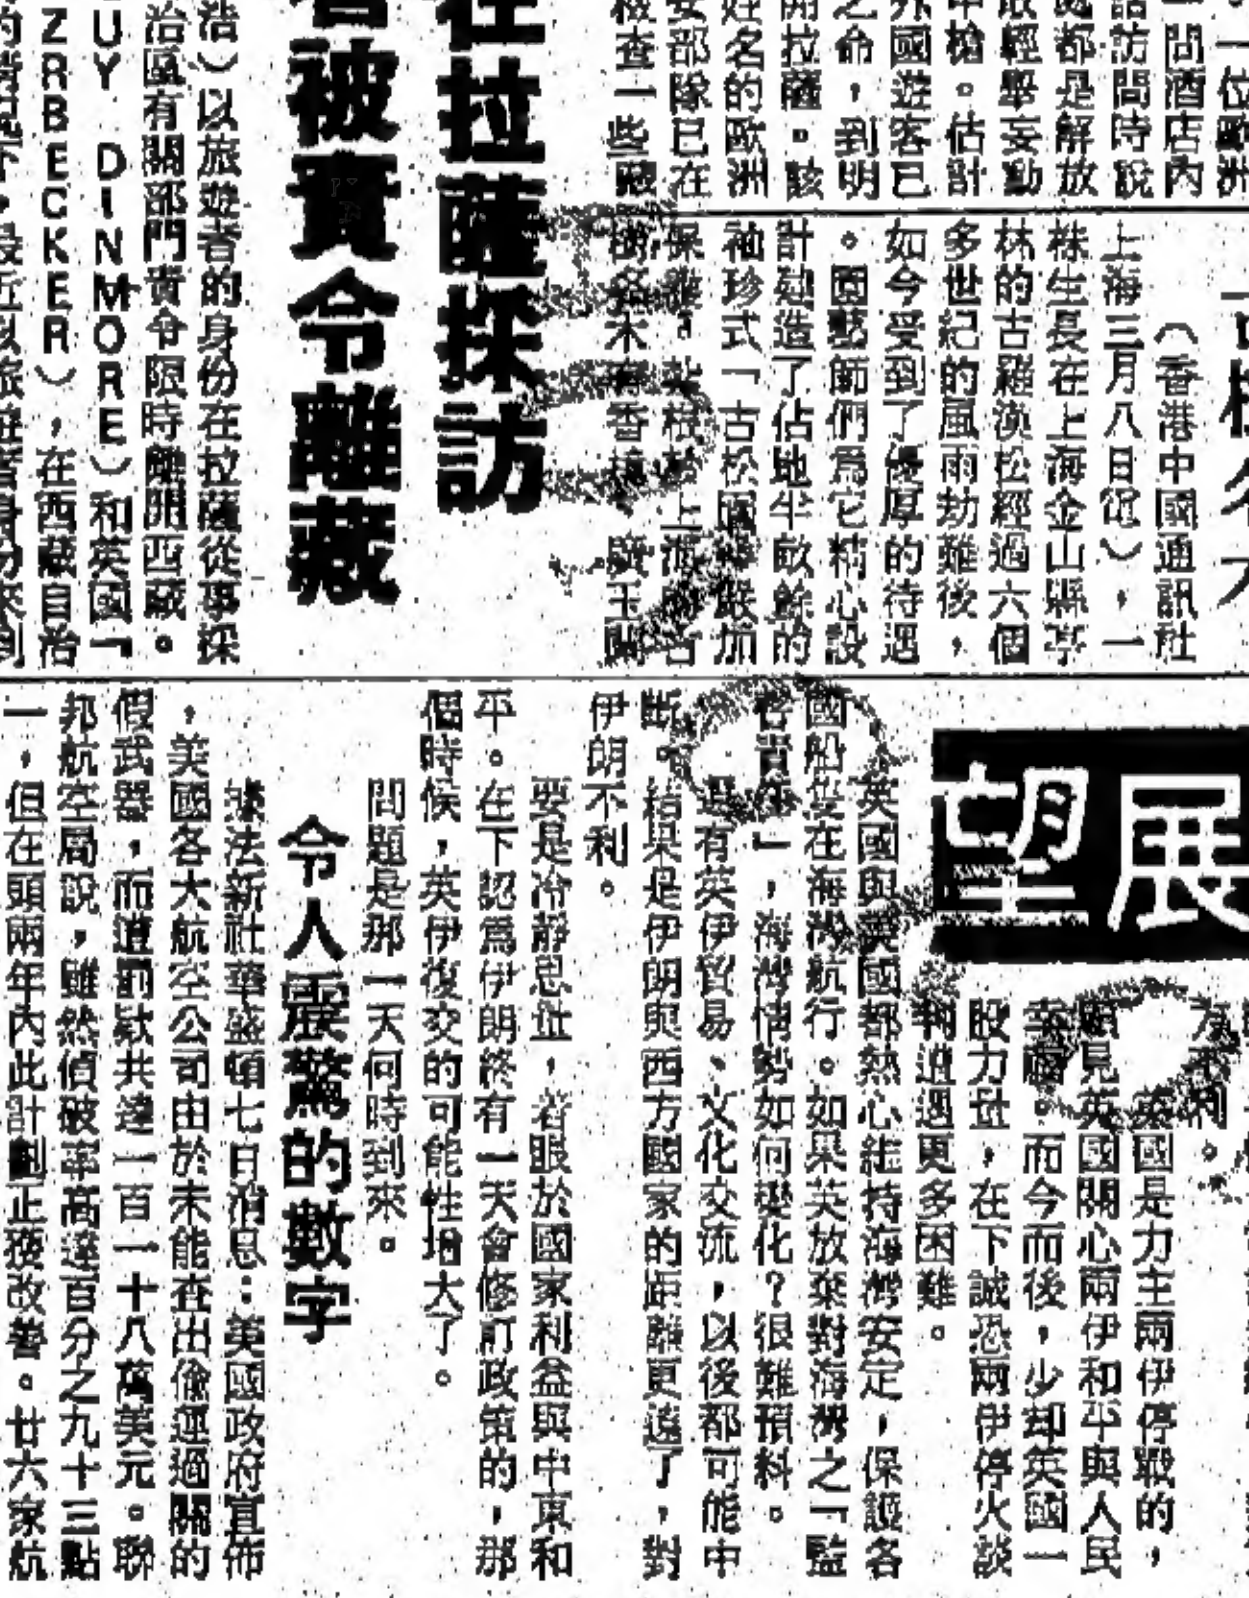 。一位歐洲
一間酒店內
話訪問時說
處都是解放
取輕舉妄動
中槍。估計
外國遊客已
之命，到明
開拉薩。該
姓名的歐洲
安部隊已在
檢查一些藏
（香港中國通訊社
上海三月八日電），一
株生長在上海金山縣亭
林的古羅漢松經過六個
多世紀的風雨劫難後，
如今受到了優厚的待遇
。園藝師們爲它精心設
計建造了佔地半畝餘的
袖珍式「古松園」嚴加
保護。
在拉薩採訪
者被責令離藏
浩）以旅遊者的身份在拉薩從事採
治區有關部門責令限時離開西藏。
UY DINMORE）和英國「
ZRBECKER），在西藏自治
展望
英國是力主兩伊停戰的，
願見英國關心兩伊和平與人民
幸福。而今而後，少却英國一
股力量，在下誠恐兩伊停火談
判遭遇更多困難。
英國與美國都熱心維持海灣安定，保護各
國船隻在海灣航行。如果英放棄對海灣之「監
」，海灣情勢如何變化？很難預料。
還有英伊貿易、文化交流，以後都可能中
斷。結果是伊朗與西方國家的距離更遠了，對
伊朗不利。
要是冷靜思量，着眼於國家利益與中東和
平。在下認爲伊朗終有一天會修訂政策的，那
個時候，英伊復交的可能性增大了。
問題是那一天何時到來。
令人震驚的數字
據法新社華盛頓七日消息：美國政府宣佈
，美國各大航空公司由於未能查出偷運過關的
假武器，而遭罰款共達一百一十八萬美元。聯
邦航空局說，雖然偵破率高達百分之九十三點
一，但在頭兩年內此計劃止獲改善。廿六家航